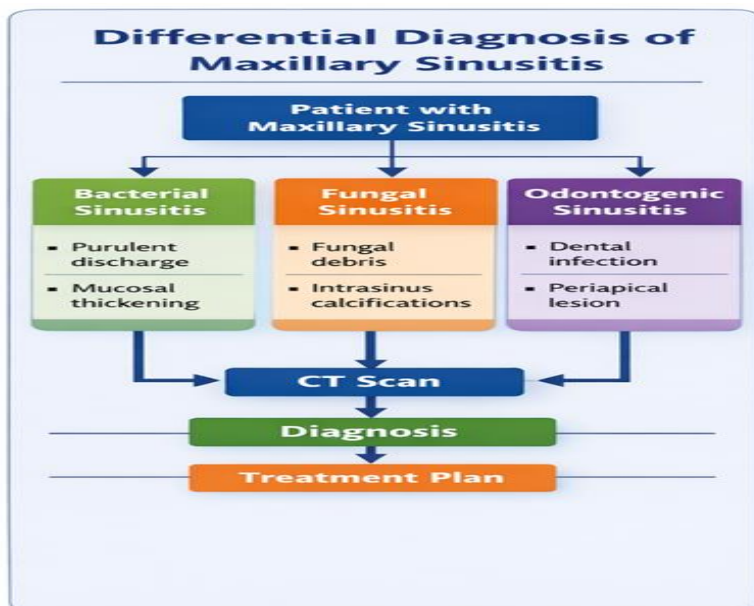 Differential Diagnosis of
Maxillary Sinusitis
Patient with
Maxillary Sinusitis
Bacterial
Sinusitis
▪ Purulent
discharge
▪ Mucosal
thickening
Fungal
Sinusitis
▪ Fungal
debris
▪ Intrasinus
calcifications
Odontogenic
Sinusitis
▪ Dental
infection
▪ Periapical
lesion
CT Scan
Diagnosis
Treatment Plan